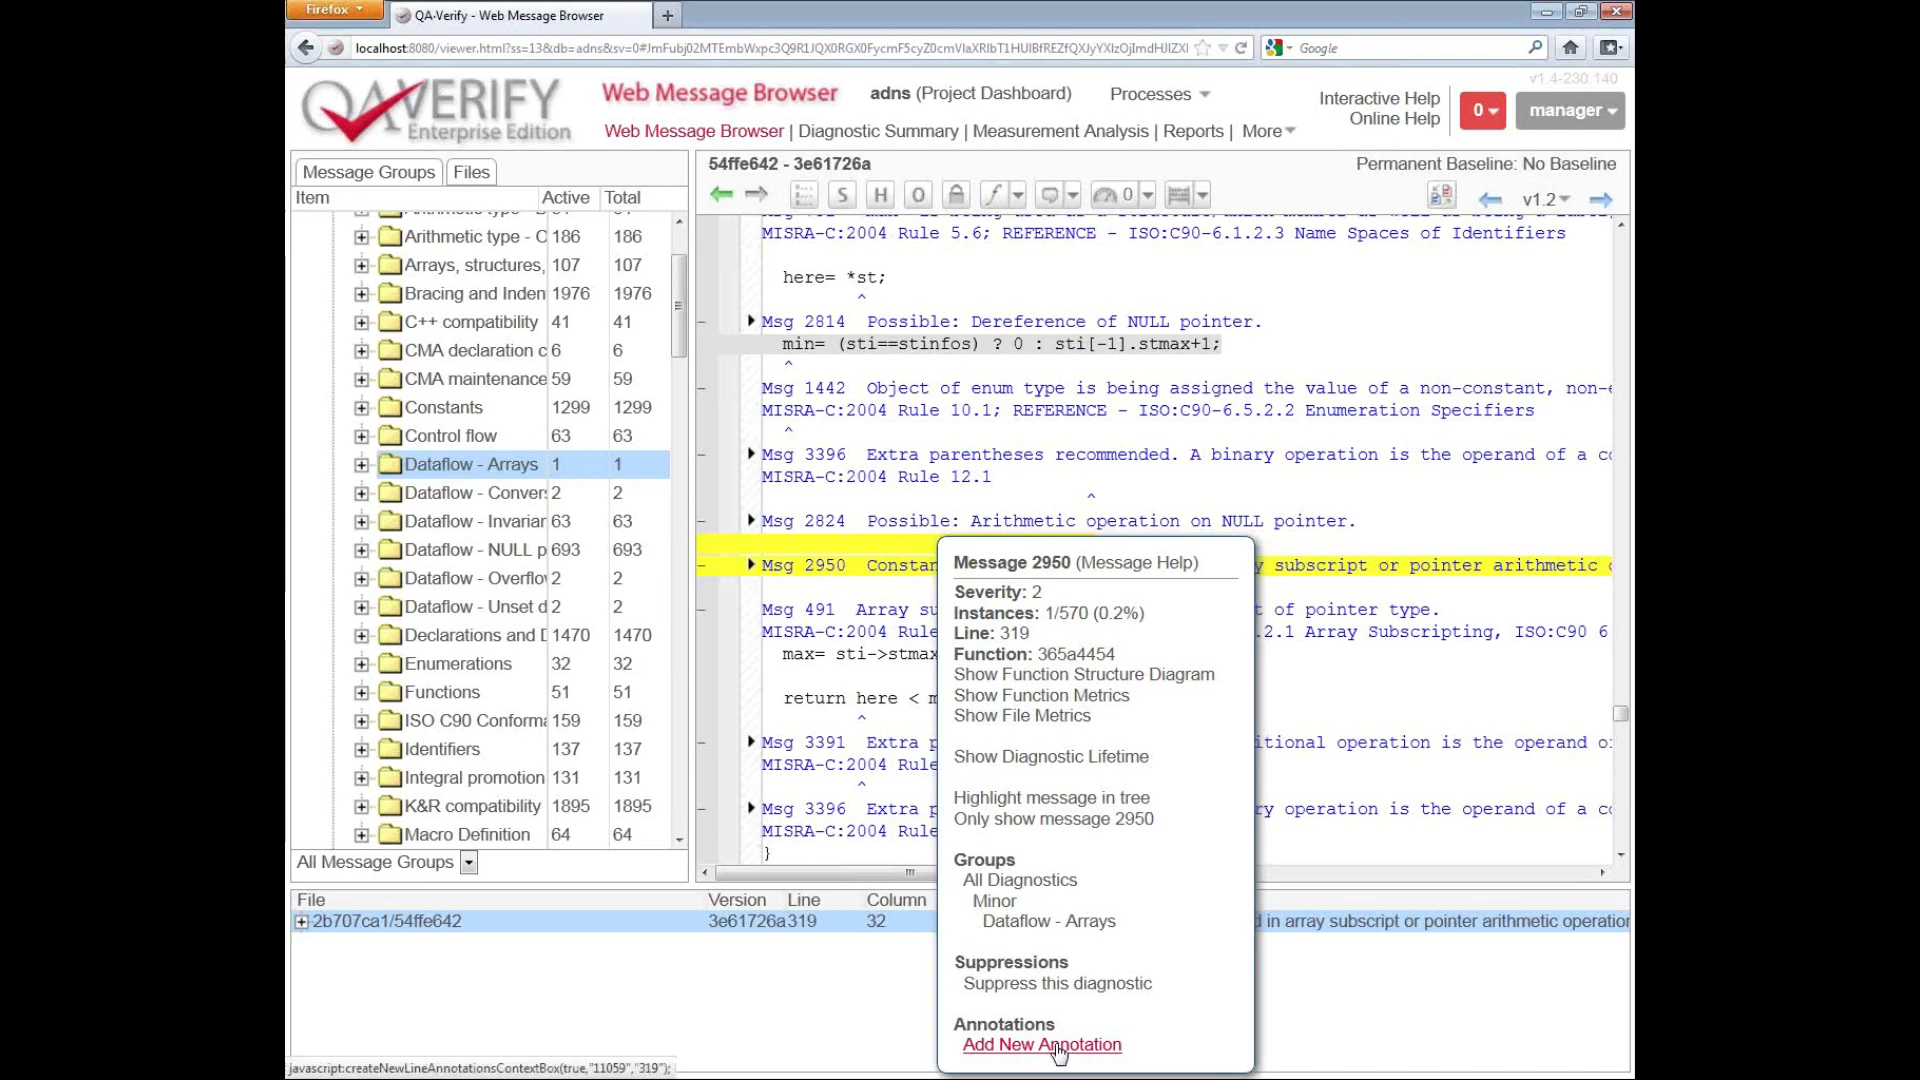 Firefox
QA-Verify - Web Message Browser
localhost:8080/viewer.html?ss=13&db=adns&sv=0#
Google
v1.4-230.140
QAVERIFY
Enterprise Edition
Web Message Browser
adns (Project Dashboard)
Processes
Interactive Help
Online Help
0
manager
Web Message Browser | Diagnostic Summary | Measurement Analysis | Reports | More
Message Groups
Files
Item Active Total
Arithmetic type - O 186 186
Arrays, structures, 107 107
Bracing and Inden 1976 1976
C++ compatibility 41 41
CMA declaration c 6 6
CMA maintenance 59 59
Constants 1299 1299
Control flow 63 63
Dataflow - Arrays 1 1
Dataflow - Convers 2 2
Dataflow - Invariar 63 63
Dataflow - NULL p 693 693
Dataflow - Overflo 2 2
Dataflow - Unset d 2 2
Declarations and D 1470 1470
Enumerations 32 32
Functions 51 51
ISO C90 Conforma 159 159
Identifiers 137 137
Integral promotion 131 131
K&R compatibility 1895 1895
Macro Definition 64 64
All Message Groups
54ffe642 - 3e61726a
Permanent Baseline: No Baseline
S H O f 0 v1.2
MISRA-C:2004 Rule 5.6; REFERENCE - ISO:C90-6.1.2.3 Name Spaces of Identifiers
here= *st;
^
Msg 2814 Possible: Dereference of NULL pointer.
min= (sti==stinfos) ? 0 : sti[-1].stmax+1;
^
Msg 1442 Object of enum type is being assigned the value of a non-constant, non-e
MISRA-C:2004 Rule 10.1; REFERENCE - ISO:C90-6.5.2.2 Enumeration Specifiers
^
Msg 3396 Extra parentheses recommended. A binary operation is the operand of a co
MISRA-C:2004 Rule 12.1
^
Msg 2824 Possible: Arithmetic operation on NULL pointer.
Msg 2950 Constan y subscript or pointer arithmetic o
Msg 491 Array su t of pointer type.
MISRA-C:2004 Rule .2.1 Array Subscripting, ISO:C90 6
max= sti->stmax
return here < m
^
Msg 3391 Extra p itional operation is the operand o
MISRA-C:2004 Rule
^
Msg 3396 Extra p ry operation is the operand of a co
MISRA-C:2004 Rule
}
Message 2950 (Message Help)
Severity: 2
Instances: 1/570 (0.2%)
Line: 319
Function: 365a4454
Show Function Structure Diagram
Show Function Metrics
Show File Metrics
Show Diagnostic Lifetime
Highlight message in tree
Only show message 2950
Groups
All Diagnostics
Minor
Dataflow - Arrays
Suppressions
Suppress this diagnostic
Annotations
Add New Annotation
File Version Line Column
2b707ca1/54ffe642 3e61726a 319 32 d in array subscript or pointer arithmetic operation
javascript:createNewLineAnnotationsContextBox(true,"11059","319");